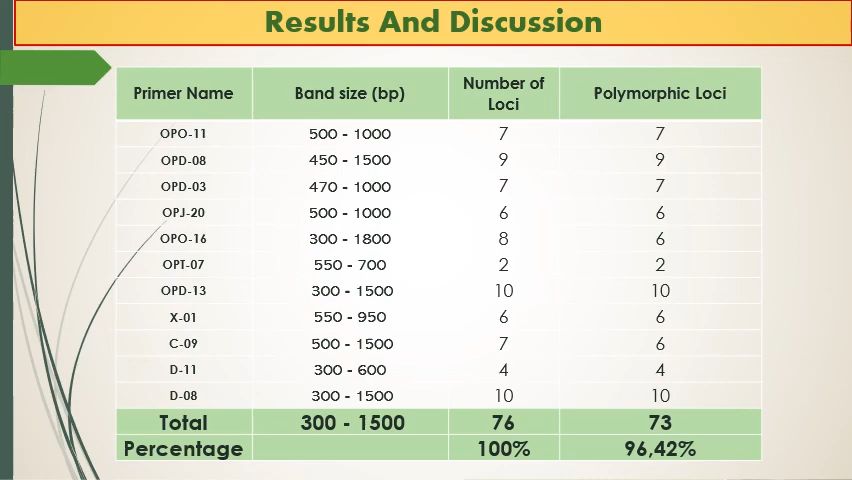 Results And Discussion
Primer Name Band size (bp) Number of Loci Polymorphic Loci
OPO-11 500 - 1000 7 7
OPD-08 450 - 1500 9 9
OPD-03 470 - 1000 7 7
OPJ-20 500 - 1000 6 6
OPO-16 300 - 1800 8 6
OPT-07 550 - 700 2 2
OPD-13 300 - 1500 10 10
X-01 550 - 950 6 6
C-09 500 - 1500 7 6
D-11 300 - 600 4 4
D-08 300 - 1500 10 10
Total 300 - 1500 76 73
Percentage 100% 96,42%